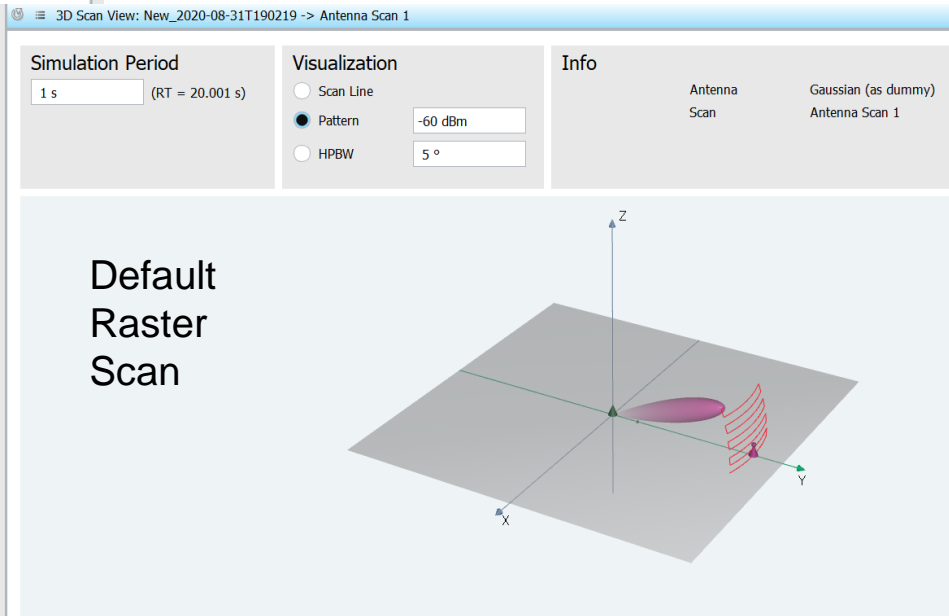 3D Scan View: New_2020-08-31T190219 -> Antenna Scan 1
Simulation Period
1 s (RT = 20.001 s)
Visualization
Scan Line
Pattern -60 dBm
HPBW 5 °
Info
Antenna Gaussian (as dummy)
Scan Antenna Scan 1
Default
Raster
Scan
Z
Y
X